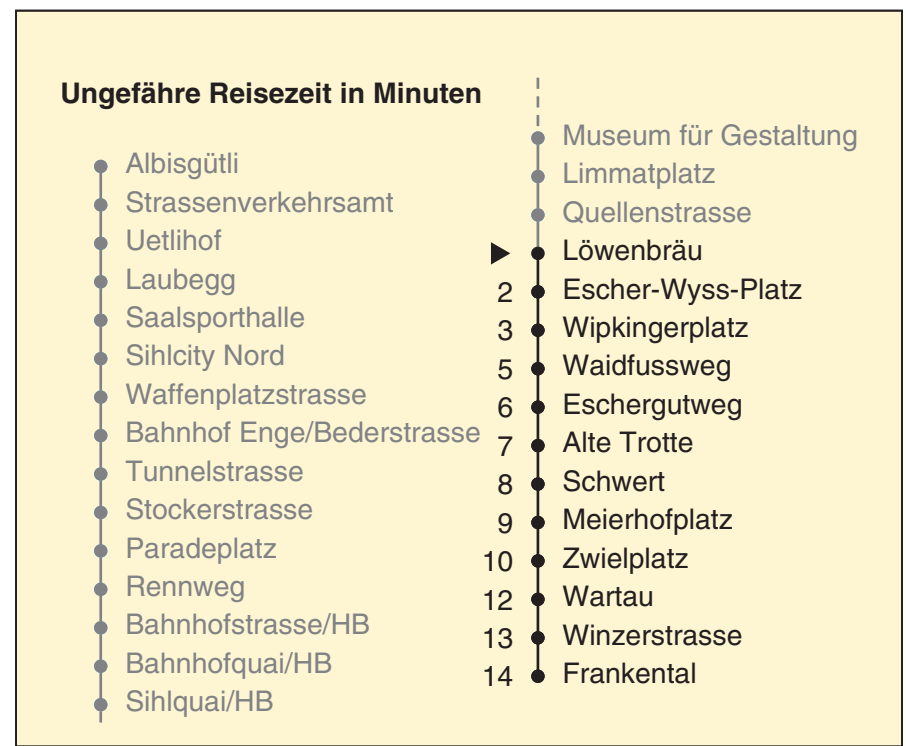 Ungefähre Reisezeit in Minuten
Albisgütli
Strassenverkehrsamt
Uetlihof
Laubegg
Saalsporthalle
Sihlcity Nord
Waffenplatzstrasse
Bahnhof Enge/Bederstrasse
Tunnelstrasse
Stockerstrasse
Paradeplatz
Rennweg
Bahnhofstrasse/HB
Bahnhofquai/HB
Sihlquai/HB
Museum für Gestaltung
Limmatplatz
Quellenstrasse
Löwenbräu
2 Escher-Wyss-Platz
3 Wipkingerplatz
5 Waidfussweg
6 Eschergutweg
7 Alte Trotte
8 Schwert
9 Meierhofplatz
10 Zwielplatz
12 Wartau
13 Winzerstrasse
14 Frankental